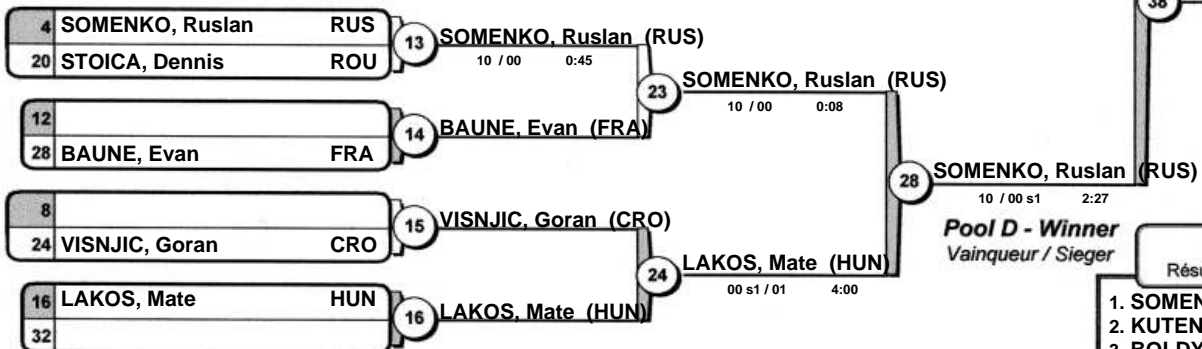 38
4 SOMENKO, Ruslan RUS
20 STOICA, Dennis ROU
13 SOMENKO, Ruslan (RUS)
10 / 00 0:45
23 SOMENKO, Ruslan (RUS)
10 / 00 0:08
12
28 BAUNE, Evan FRA
14 BAUNE, Evan (FRA)
28 SOMENKO, Ruslan (RUS)
10 / 00 s1 2:27
8
24 VISNJIC, Goran CRO
15 VISNJIC, Goran (CRO)
Pool D - Winner
Vainqueur / Sieger
24 LAKOS, Mate (HUN)
00 s1 / 01 4:00
16 LAKOS, Mate HUN
32
16 LAKOS, Mate (HUN)
Résu
1. SOMEN
2. KUTEN